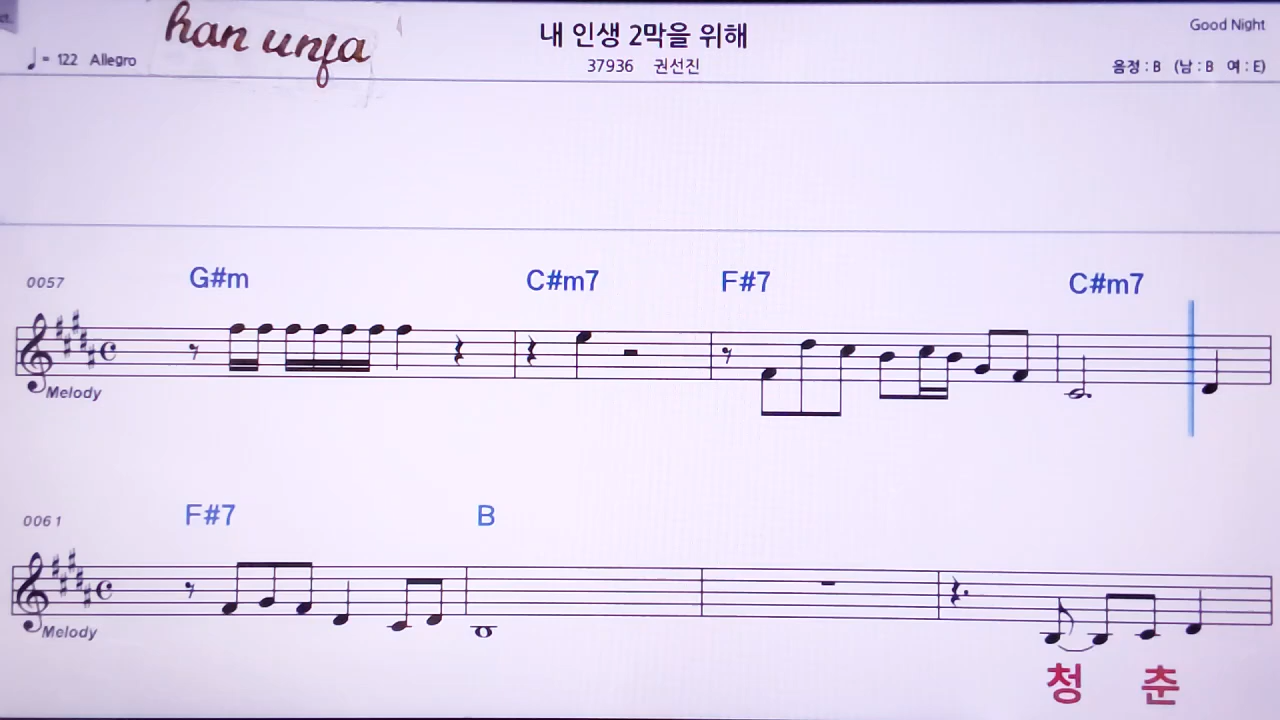 ct.
han unja
내 인생 2막을 위해
Good Night
= 122 Allegro
37936 권선진
음정 : B (남 : B 여 : E)
0057
G#m C#m7 F#7 C#m7
Melody
0061
F#7 B
Melody
청 춘